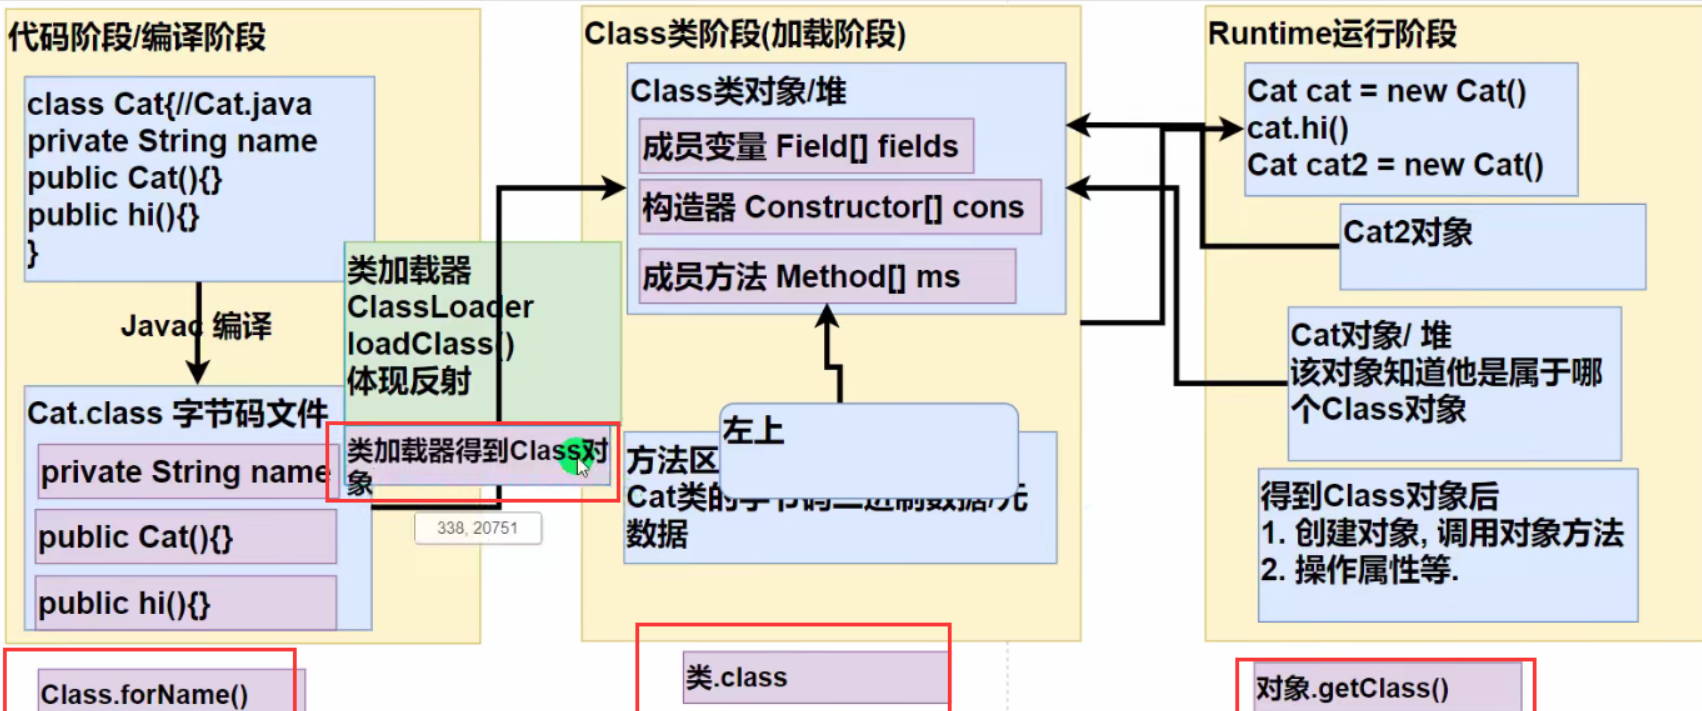 代码阶段/编译阶段
class Cat{//Cat.java
private String name
public Cat(){}
public hi(){}
}
Javac 编译
Cat.class 字节码文件
private String name
public Cat(){}
public hi(){}
Class.forName()
类加载器
ClassLoader
loadClass()
体现反射
类加载器得到Class对
象
338, 20751
Class类阶段(加载阶段)
Class类对象/堆
成员变量 Field[] fields
构造器 Constructor[] cons
成员方法 Method[] ms
左上
方法区
Cat类的字节码二进制数据/元
数据
类.class
Runtime运行阶段
Cat cat = new Cat()
cat.hi()
Cat cat2 = new Cat()
Cat2对象
Cat对象/ 堆
该对象知道他是属于哪
个Class对象
得到Class对象后
1. 创建对象, 调用对象方法
2. 操作属性等.
对象.getClass()